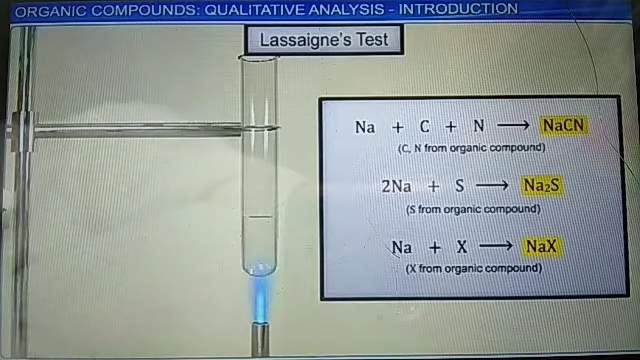 ORGANIC COMPOUNDS: QUALITATIVE ANALYSIS - INTRODUCTION
Lassaigne's Test
Na + C + N ⟶ NaCN
(C, N from organic compound)
2Na + S ⟶ Na₂S
(S from organic compound)
Na + X ⟶ NaX
(X from organic compound)